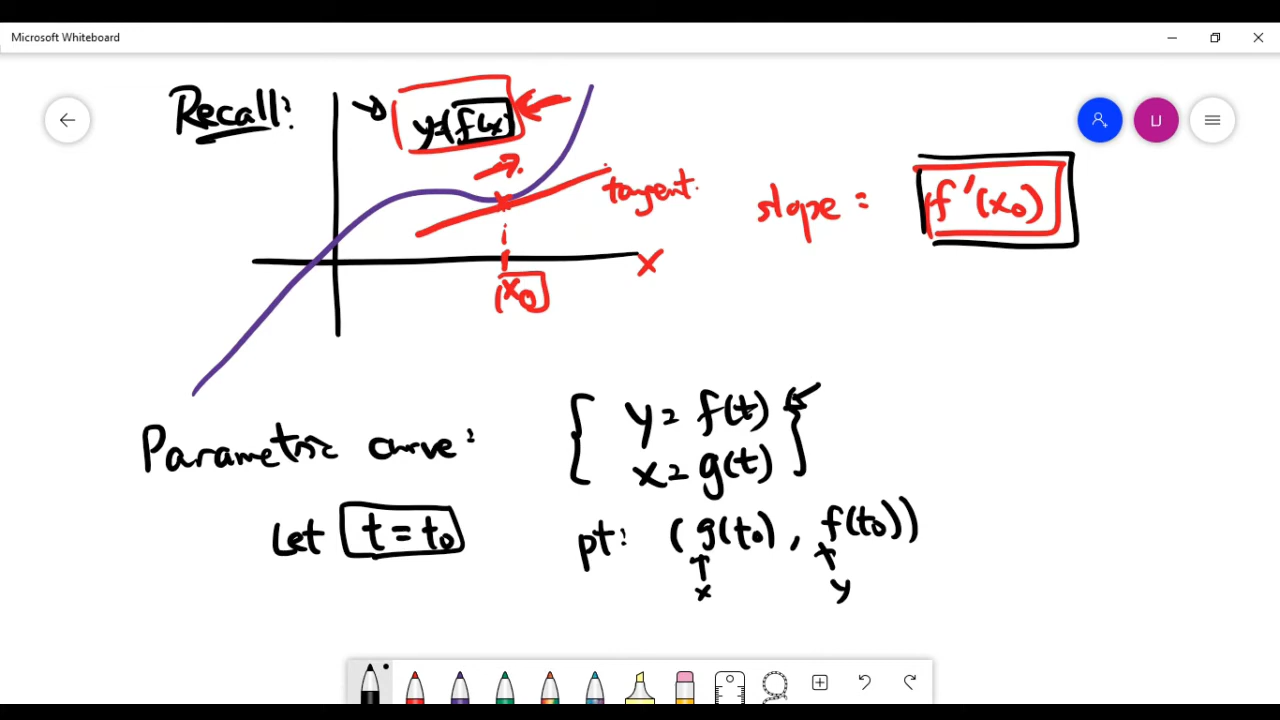 Microsoft Whiteboard
Recall:
y=(f(x)
tangent.
slope = f'(x₀)
x
x₀
Parametric curve: { y = f(t) }
x = g(t)
Let t = t₀ pt: ( g(t₀) , f(t₀))
x y